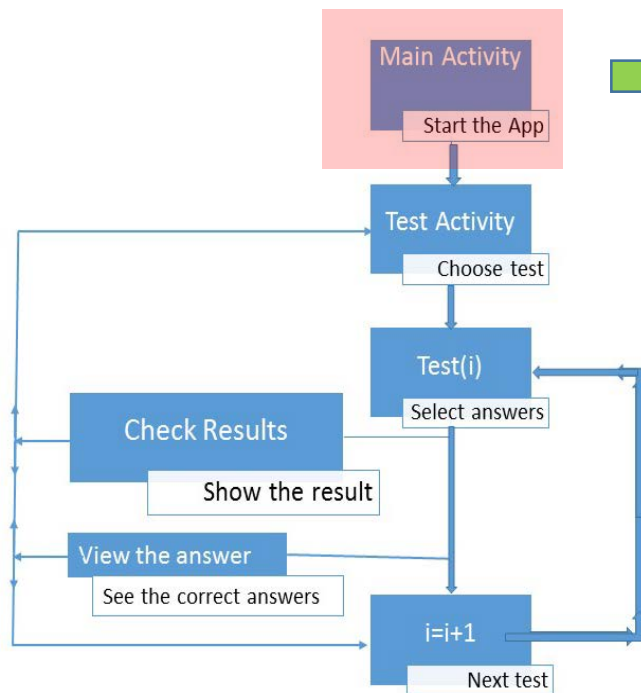 Main Activity
Start the App
Test Activity
Choose test
Test(i)
Select answers
Check Results
Show the result
View the answer
See the correct answers
i=i+1
Next test